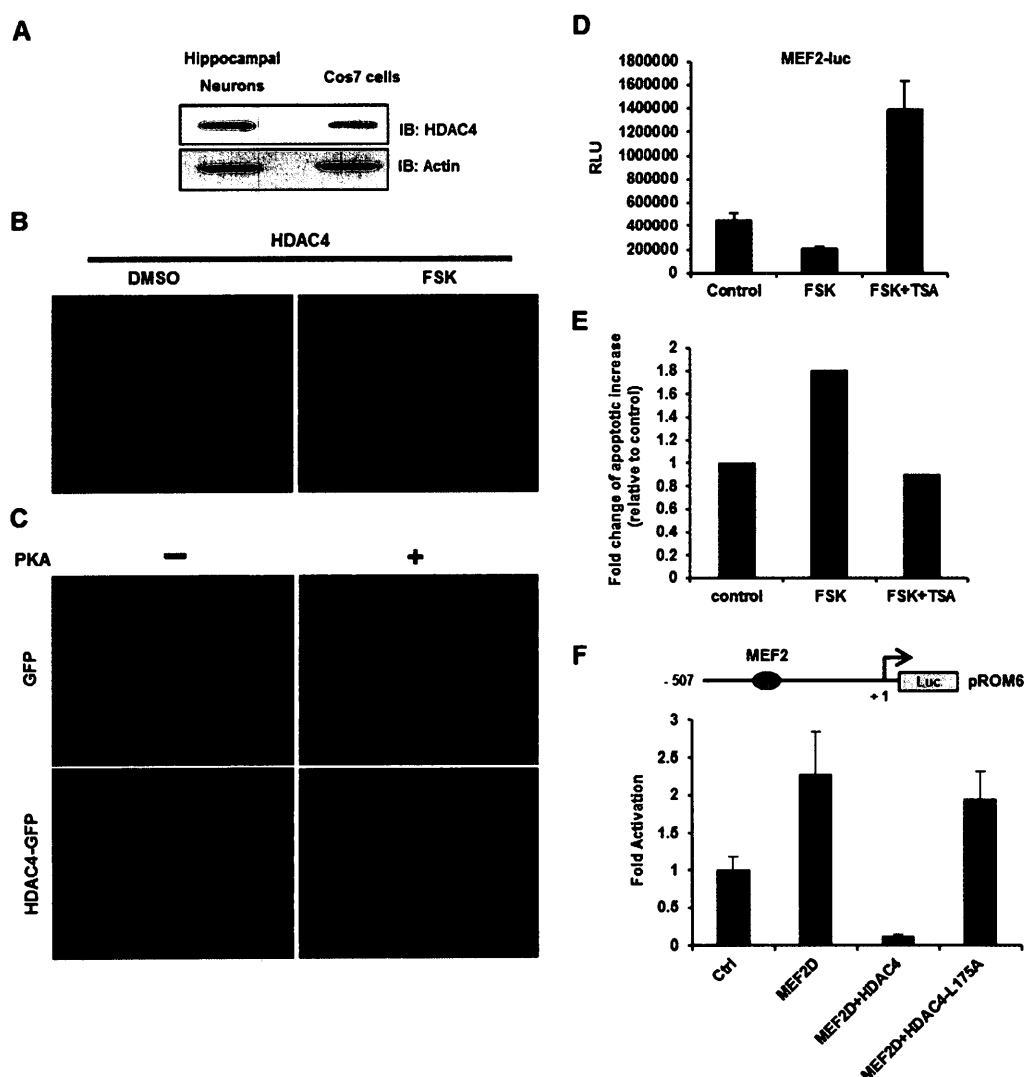 A
Hippocampal
Neurons
Cos7 cells
IB: HDAC4
IB: Actin
B
HDAC4
DMSO
FSK
C
PKA
−
+
GFP
HDAC4-GFP
D
MEF2-luc
RLU
1800000
1600000
1400000
1200000
1000000
800000
600000
400000
200000
0
Control
FSK
FSK+TSA
E
Fold change of apoptotic increase
(relative to control)
2
1.8
1.6
1.4
1.2
1
0.8
0.6
0.4
0.2
0
control
FSK
FSK+TSA
F
MEF2
- 507
+ 1
Luc
pROM6
Fold Activation
3
2.5
2
1.5
1
0.5
0
Ctrl
MEF2D
MEF2D+HDAC4
MEF2D+HDAC4-L175A